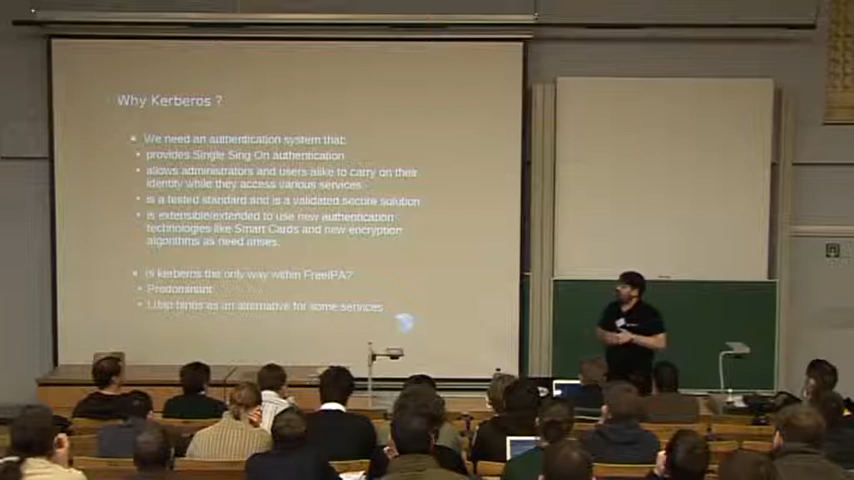 Why Kerberos ?
We need an authentication system that:
provides Single Sing On authentication
allows administrators and users alike to carry on their
identity while they access various services
is a tested standard and is a validated secure solution
is extensible/extended to use new authentication
technologies like Smart Cards and new encryption
algorithms as need arises.
Is kerberos the only way within FreeIPA?
Predominant
Ldap binds as an alternative for some services